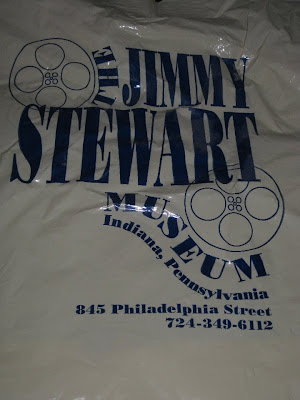 THE JIMMY
STEWART
MUSEUM
Indiana, Pennsylvania
845 Philadelphia Street
724-349-6112